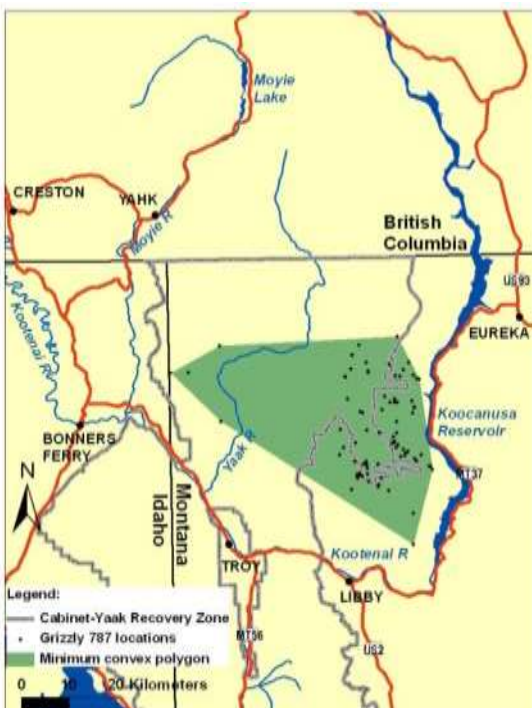 Moyie
Lake
CRESTON
YAHK
Moyie R
British
Columbia
US93
Kootenai R
EUREKA
Koocanusa
Reservoir
BONNERS
FERRY
Yaak R
MT37
N
Montana
Idaho
TROY
Kootenai R
LIBBY
Legend:
Cabinet-Yaak Recovery Zone
Grizzly 787 locations
MT56
Minimum convex polygon
US2
0 10 20 Kilometers